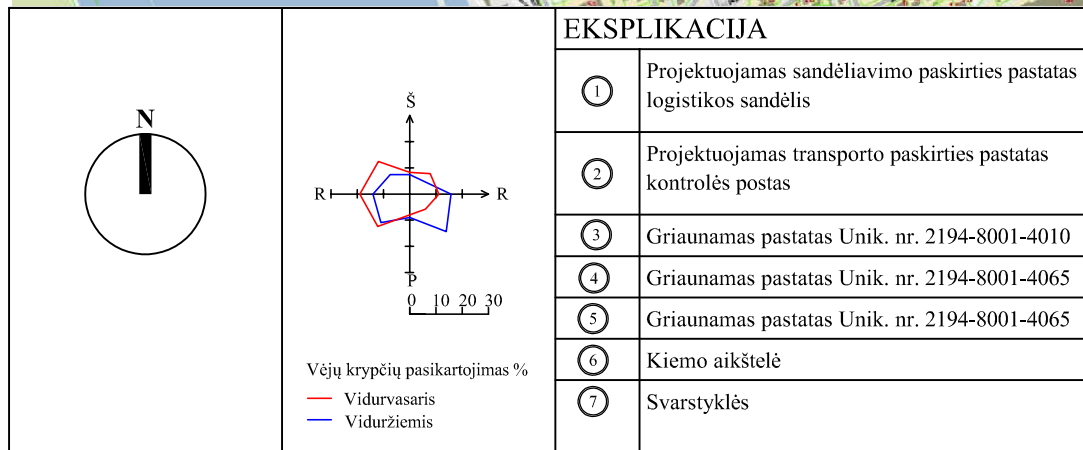 N
Š
R
R
P
0 10 20 30
Vėjų krypčių pasikartojimas %
Vidurvasaris
Viduržiemis
EKSPLIKACIJA
1
Projektuojamas sandėliavimo paskirties pastatas
logistikos sandėlis
2
Projektuojamas transporto paskirties pastatas
kontrolės postas
3
Griaunamas pastatas Unik. nr. 2194-8001-4010
4
Griaunamas pastatas Unik. nr. 2194-8001-4065
5
Griaunamas pastatas Unik. nr. 2194-8001-4065
6
Kiemo aikštelė
7
Svarstyklės